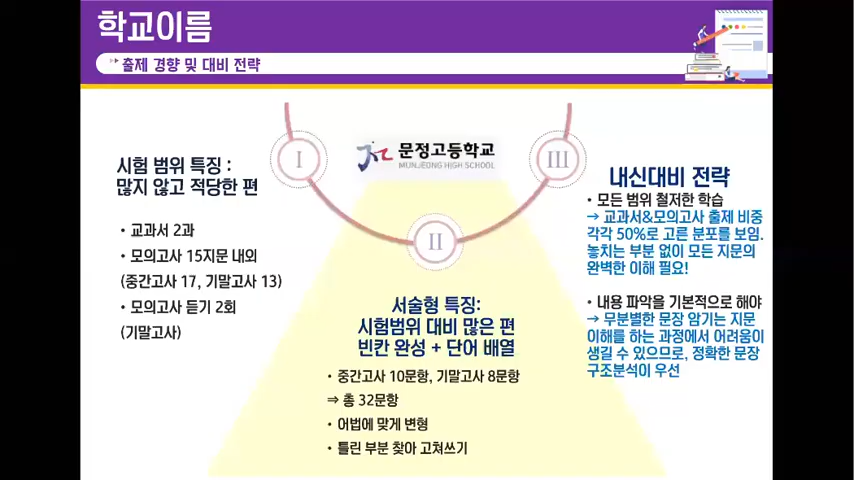 학교이름
출제 경향 및 대비 전략
I
문정고등학교
MUNJEONG HIGH SCHOOL
III
시험 범위 특징 :
많지 않고 적당한 편
• 교과서 2과
• 모의고사 15지문 내외
(중간고사 17, 기말고사 13)
• 모의고사 듣기 2회
(기말고사)
II
서술형 특징:
시험범위 대비 많은 편
빈칸 완성 + 단어 배열
• 중간고사 10문항, 기말고사 8문항
⇒ 총 32문항
• 어법에 맞게 변형
• 틀린 부분 찾아 고쳐쓰기
내신대비 전략
• 모든 범위 철저한 학습
→ 교과서&모의고사 출제 비중
각각 50%로 고른 분포를 보임.
놓치는 부분 없이 모든 지문의
완벽한 이해 필요!
• 내용 파악을 기본적으로 해야
→ 무분별한 문장 암기는 지문
이해를 하는 과정에서 어려움이
생길 수 있으므로, 정확한 문장
구조분석이 우선